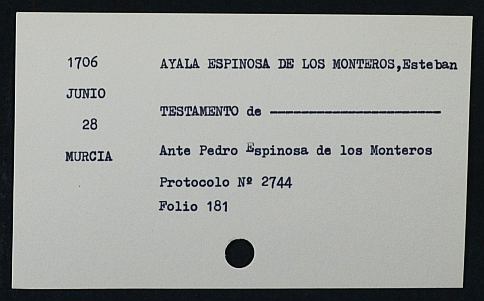 1706
AYALA ESPINOSA DE LOS MONTEROS,Esteban
JUNIO
TESTAMENTO de ----------------------
28
MURCIA
Ante Pedro Espinosa de los Monteros
Protocolo Nº 2744
Folio 181